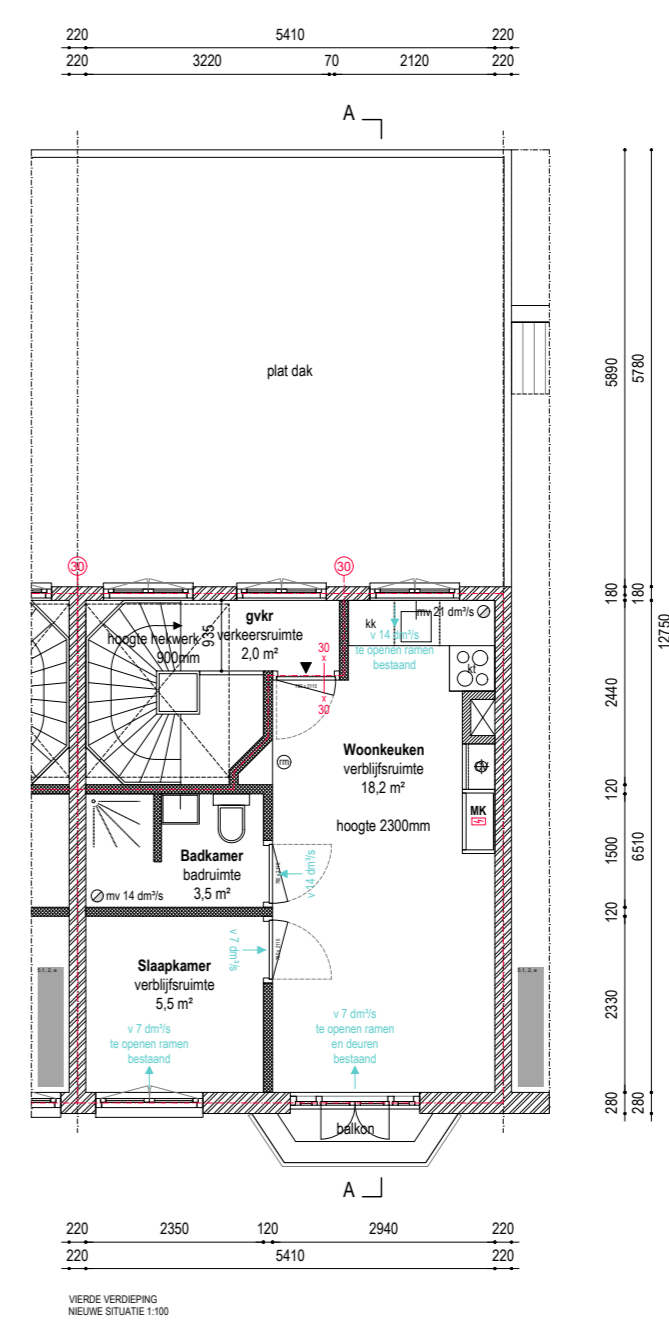 220 5410 220
220 3220 70 2120 220
A
plat dak
5890
5780
30
30
180
180
12750
gvkr
verkeersruimte
2,0 m²
hoogte hekwerk
900mm
935
kk
mv 21 dm³/s
v 14 dm³/s
te openen ramen
bestaand
kt
30
x
x
30
2440
rm
Woonkeuken
verblijfsruimte
18,2 m²
hoogte 2300mm
MK
120
Badkamer
badruimte
3,5 m²
mv 14 dm³/s
v 14 dm³/s
1500
6510
120
v 7 dm³/s
Slaapkamer
verblijfsruimte
5,5 m²
v 7 dm³/s
te openen ramen
bestaand
v 7 dm³/s
te openen ramen
en deuren
bestaand
2330
280
280
balkon
A
220 2350 120 2940 220
220 5410 220
VIERDE VERDIEPING
NIEUWE SITUATIE 1:100